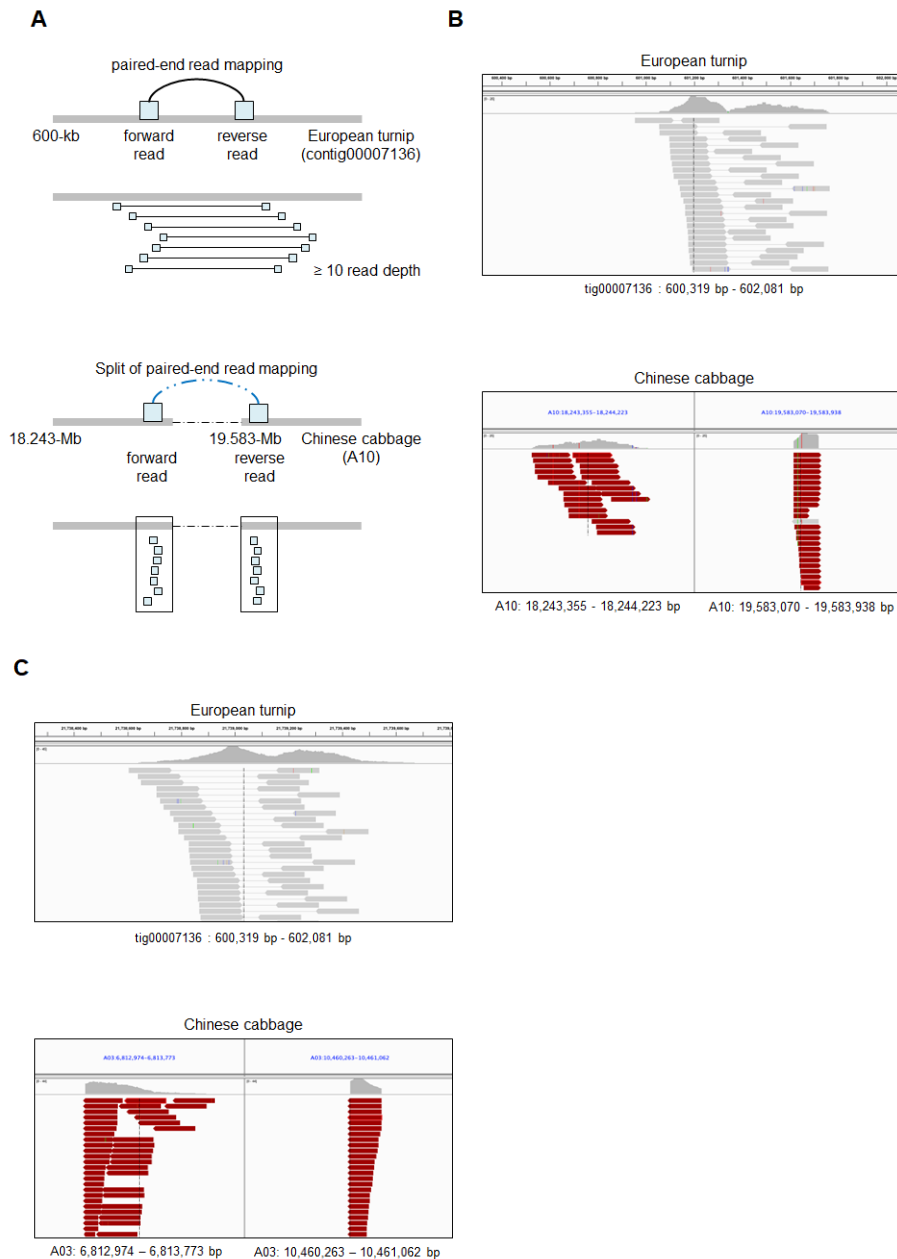 A
paired-end read mapping
600-kb
forward
read
reverse
read
European turnip
(contig00007136)
≥ 10 read depth
Split of paired-end read mapping
18.243-Mb
19.583-Mb
Chinese cabbage
(A10)
forward
read
reverse
read
B
European turnip
tig00007136 : 600,319 bp - 602,081 bp
Chinese cabbage
A10:18,243,355-18,244,223
A10:19,583,070-19,583,938
A10: 18,243,355 - 18,244,223 bp
A10: 19,583,070 - 19,583,938 bp
C
European turnip
tig00007136 : 600,319 bp - 602,081 bp
Chinese cabbage
A03:6,812,974-6,813,773
A03:10,460,263-10,461,062
A03: 6,812,974 – 6,813,773 bp
A03: 10,460,263 – 10,461,062 bp